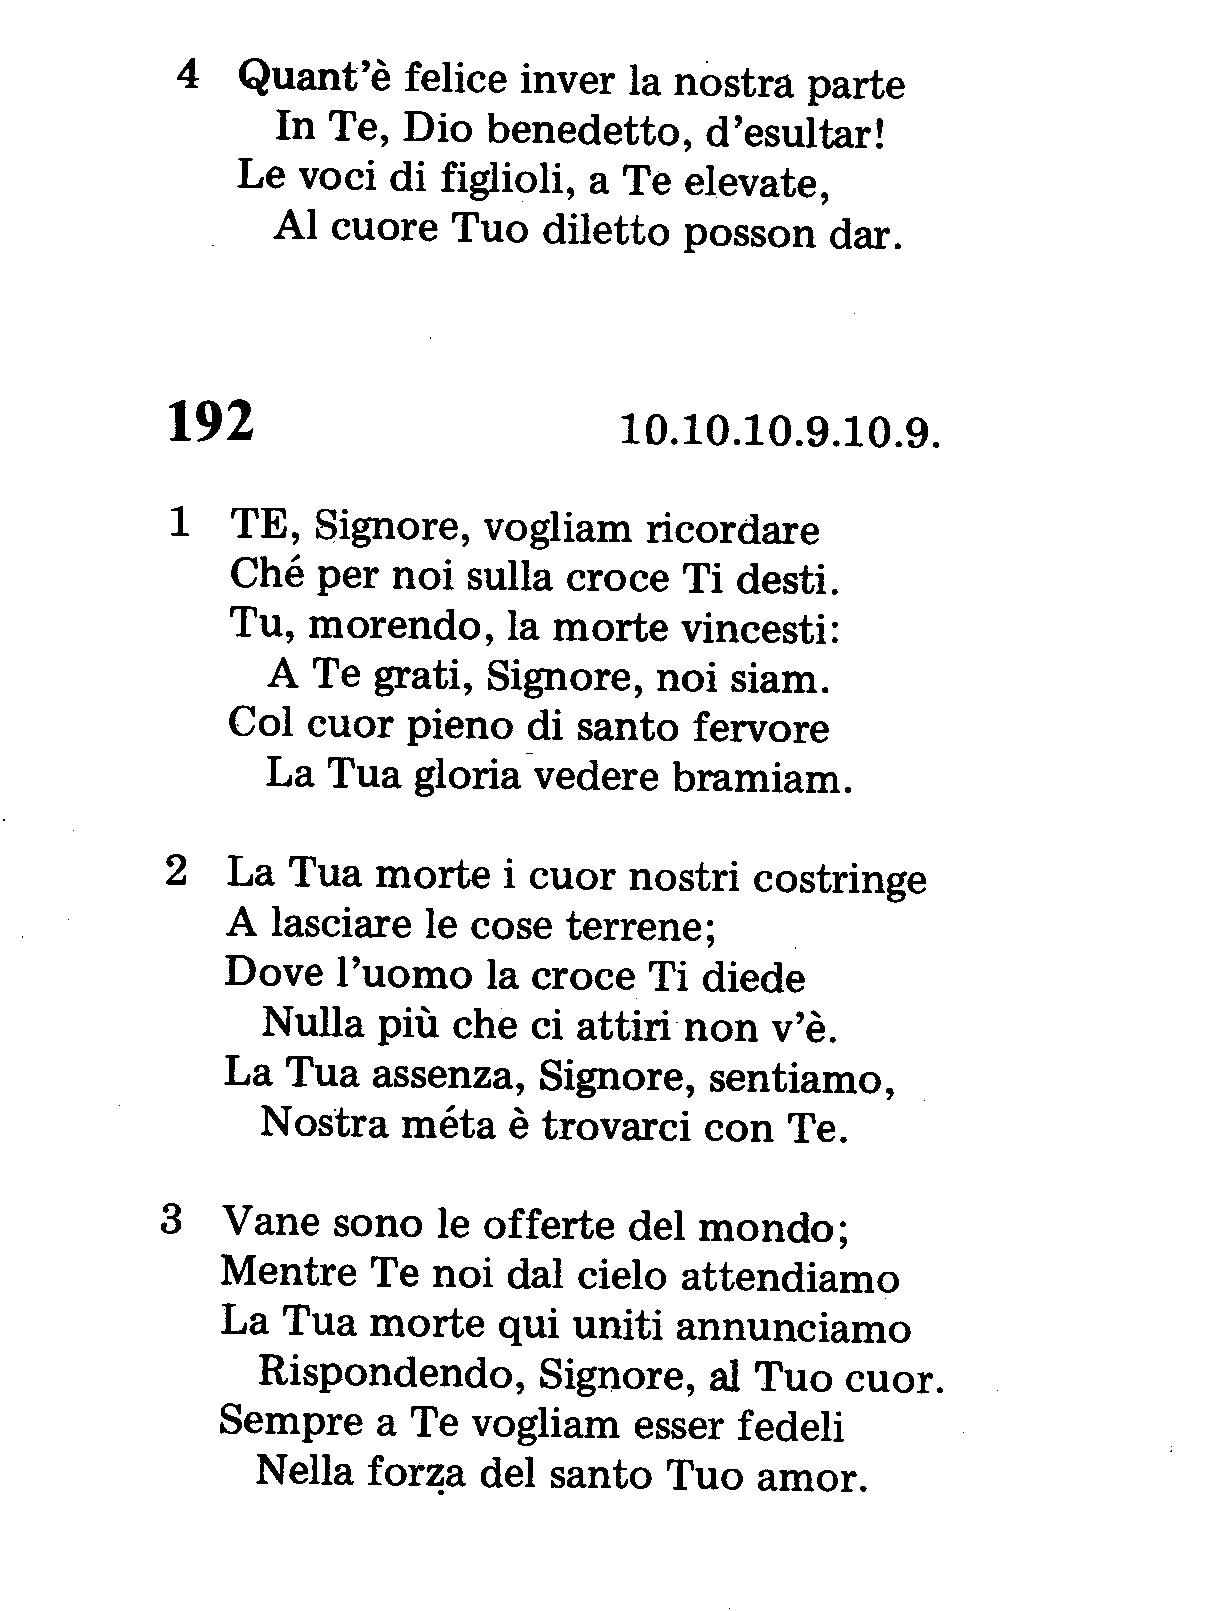 4 Quant'è felice inver la nostra parte
In Te, Dio benedetto, d'esultar!
Le voci di figlioli, a Te elevate,
Al cuore Tuo diletto posson dar.
192 10.10.10.9.10.9.
1 TE, Signore, vogliam ricordare
Ché per noi sulla croce Ti desti.
Tu, morendo, la morte vincesti:
A Te grati, Signore, noi siam.
Col cuor pieno di santo fervore
La Tua gloria vedere bramiam.
2 La Tua morte i cuor nostri costringe
A lasciare le cose terrene;
Dove l'uomo la croce Ti diede
Nulla più che ci attiri non v'è.
La Tua assenza, Signore, sentiamo,
Nostra méta è trovarci con Te.
3 Vane sono le offerte del mondo;
Mentre Te noi dal cielo attendiamo
La Tua morte qui uniti annunciamo
Rispondendo, Signore, al Tuo cuor.
Sempre a Te vogliam esser fedeli
Nella forza del santo Tuo amor.